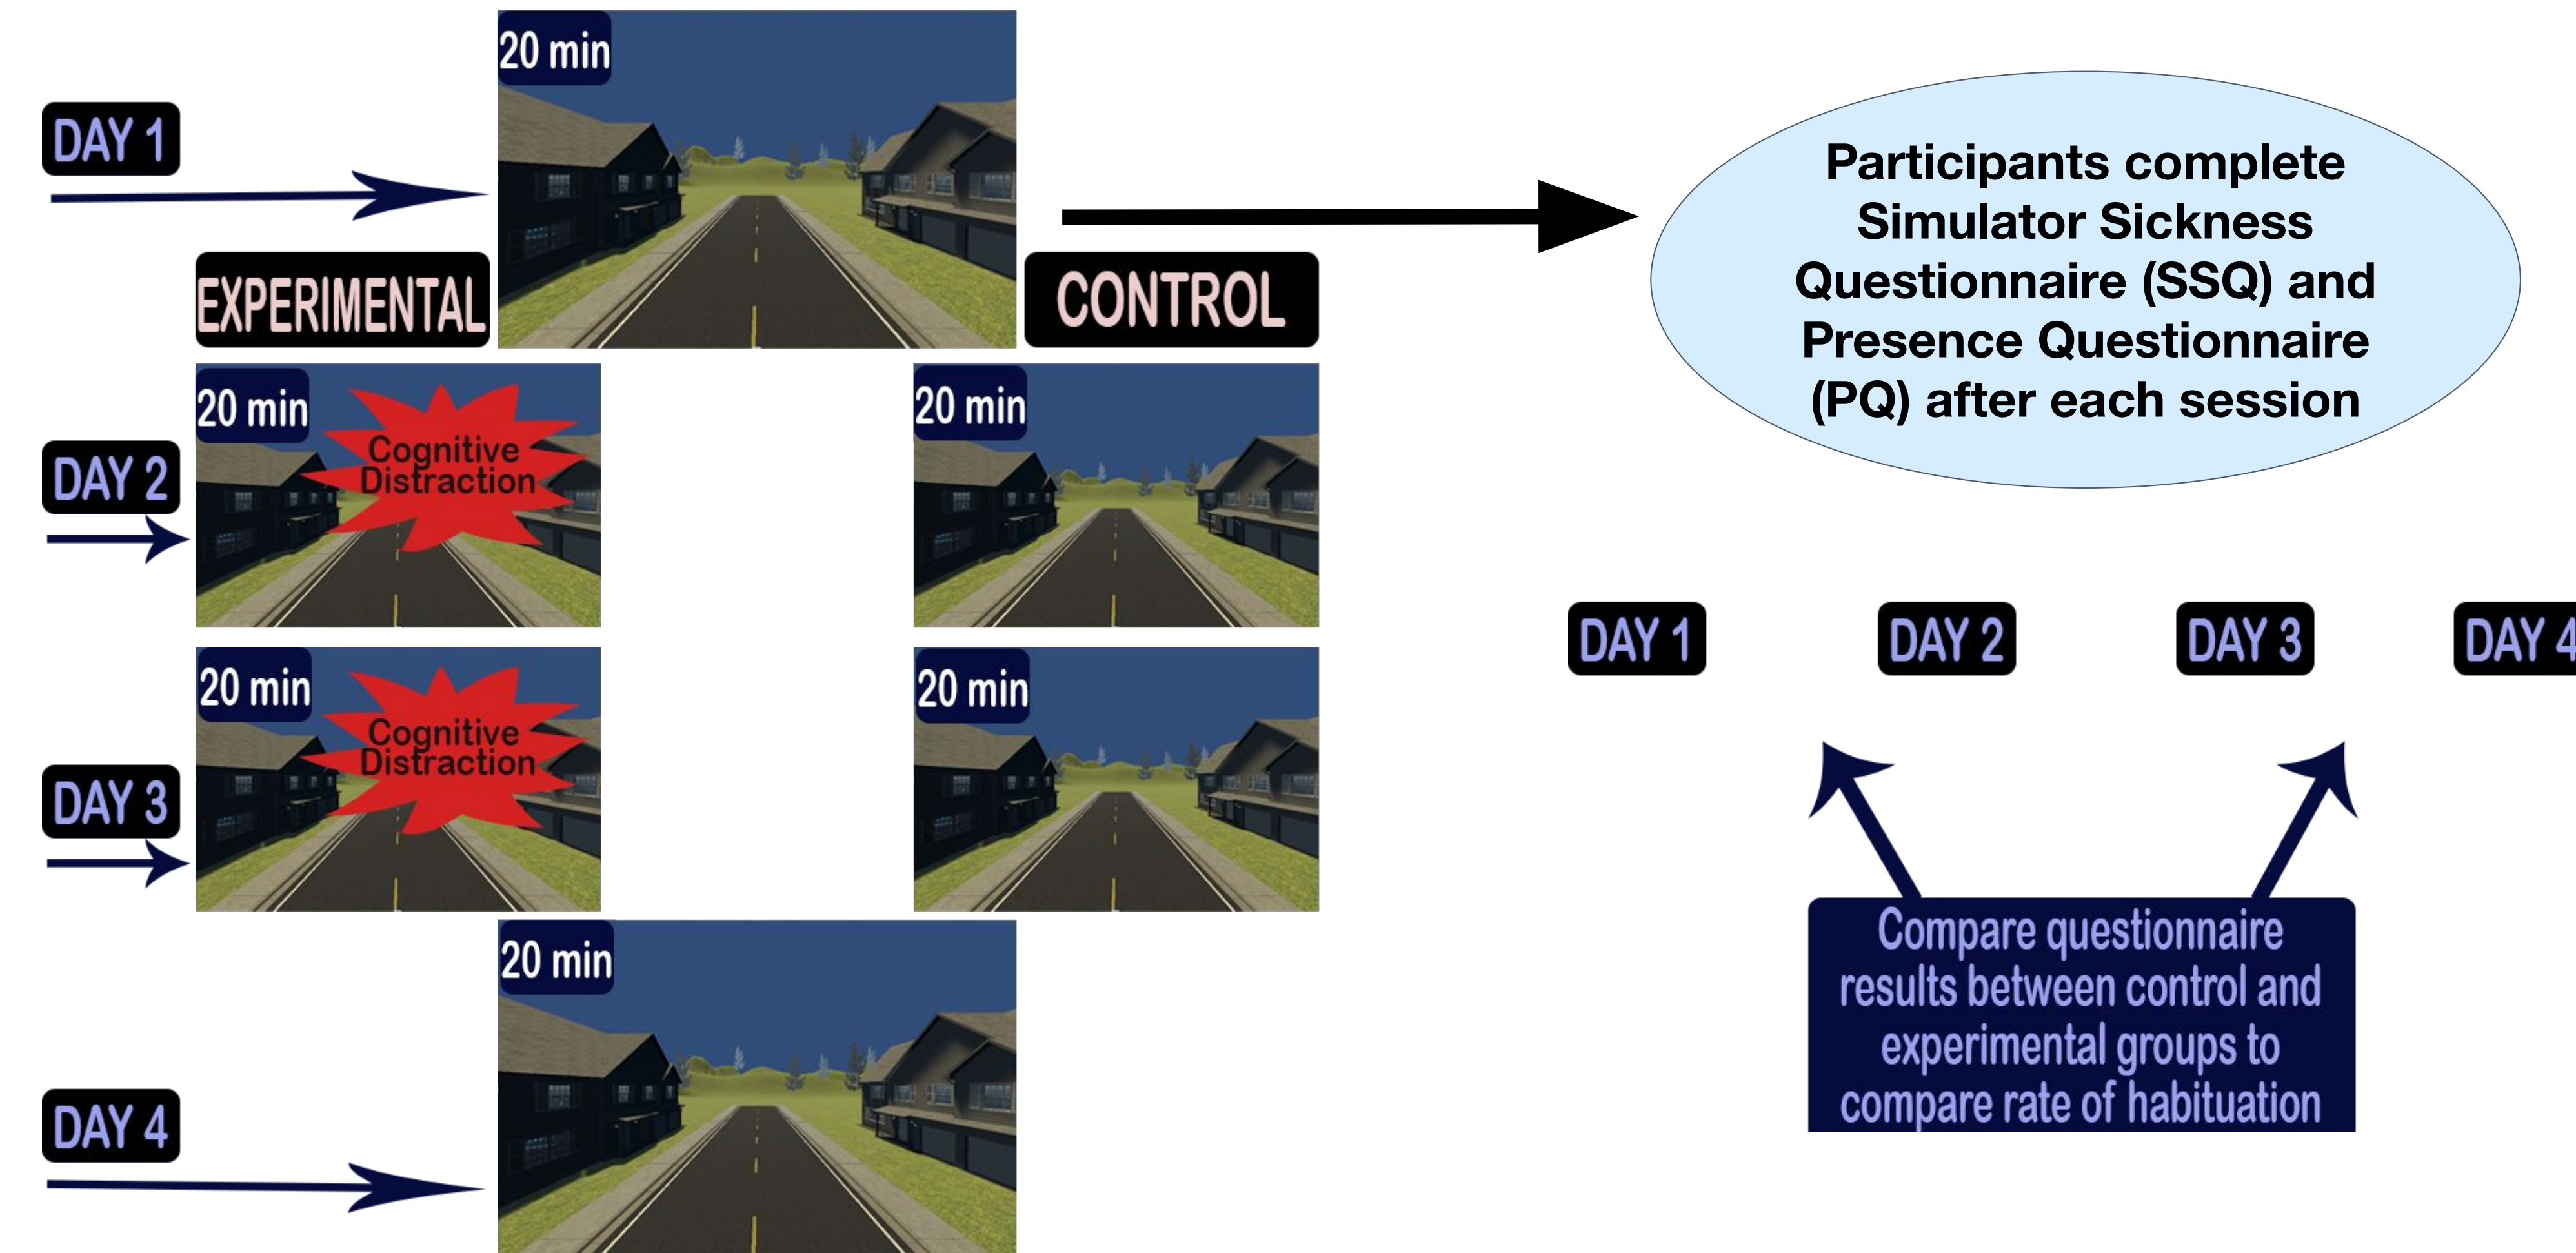 20 min
DAY 1
EXPERIMENTAL
CONTROL
Participants complete
Simulator Sickness
Questionnaire (SSQ) and
Presence Questionnaire
(PQ) after each session
20 min
Cognitive
Distraction
20 min
DAY 2
20 min
Cognitive
Distraction
20 min
DAY 3
20 min
DAY 4
DAY 1
DAY 2
DAY 3
DAY 4
Compare questionnaire
results between control and
experimental groups to
compare rate of habituation